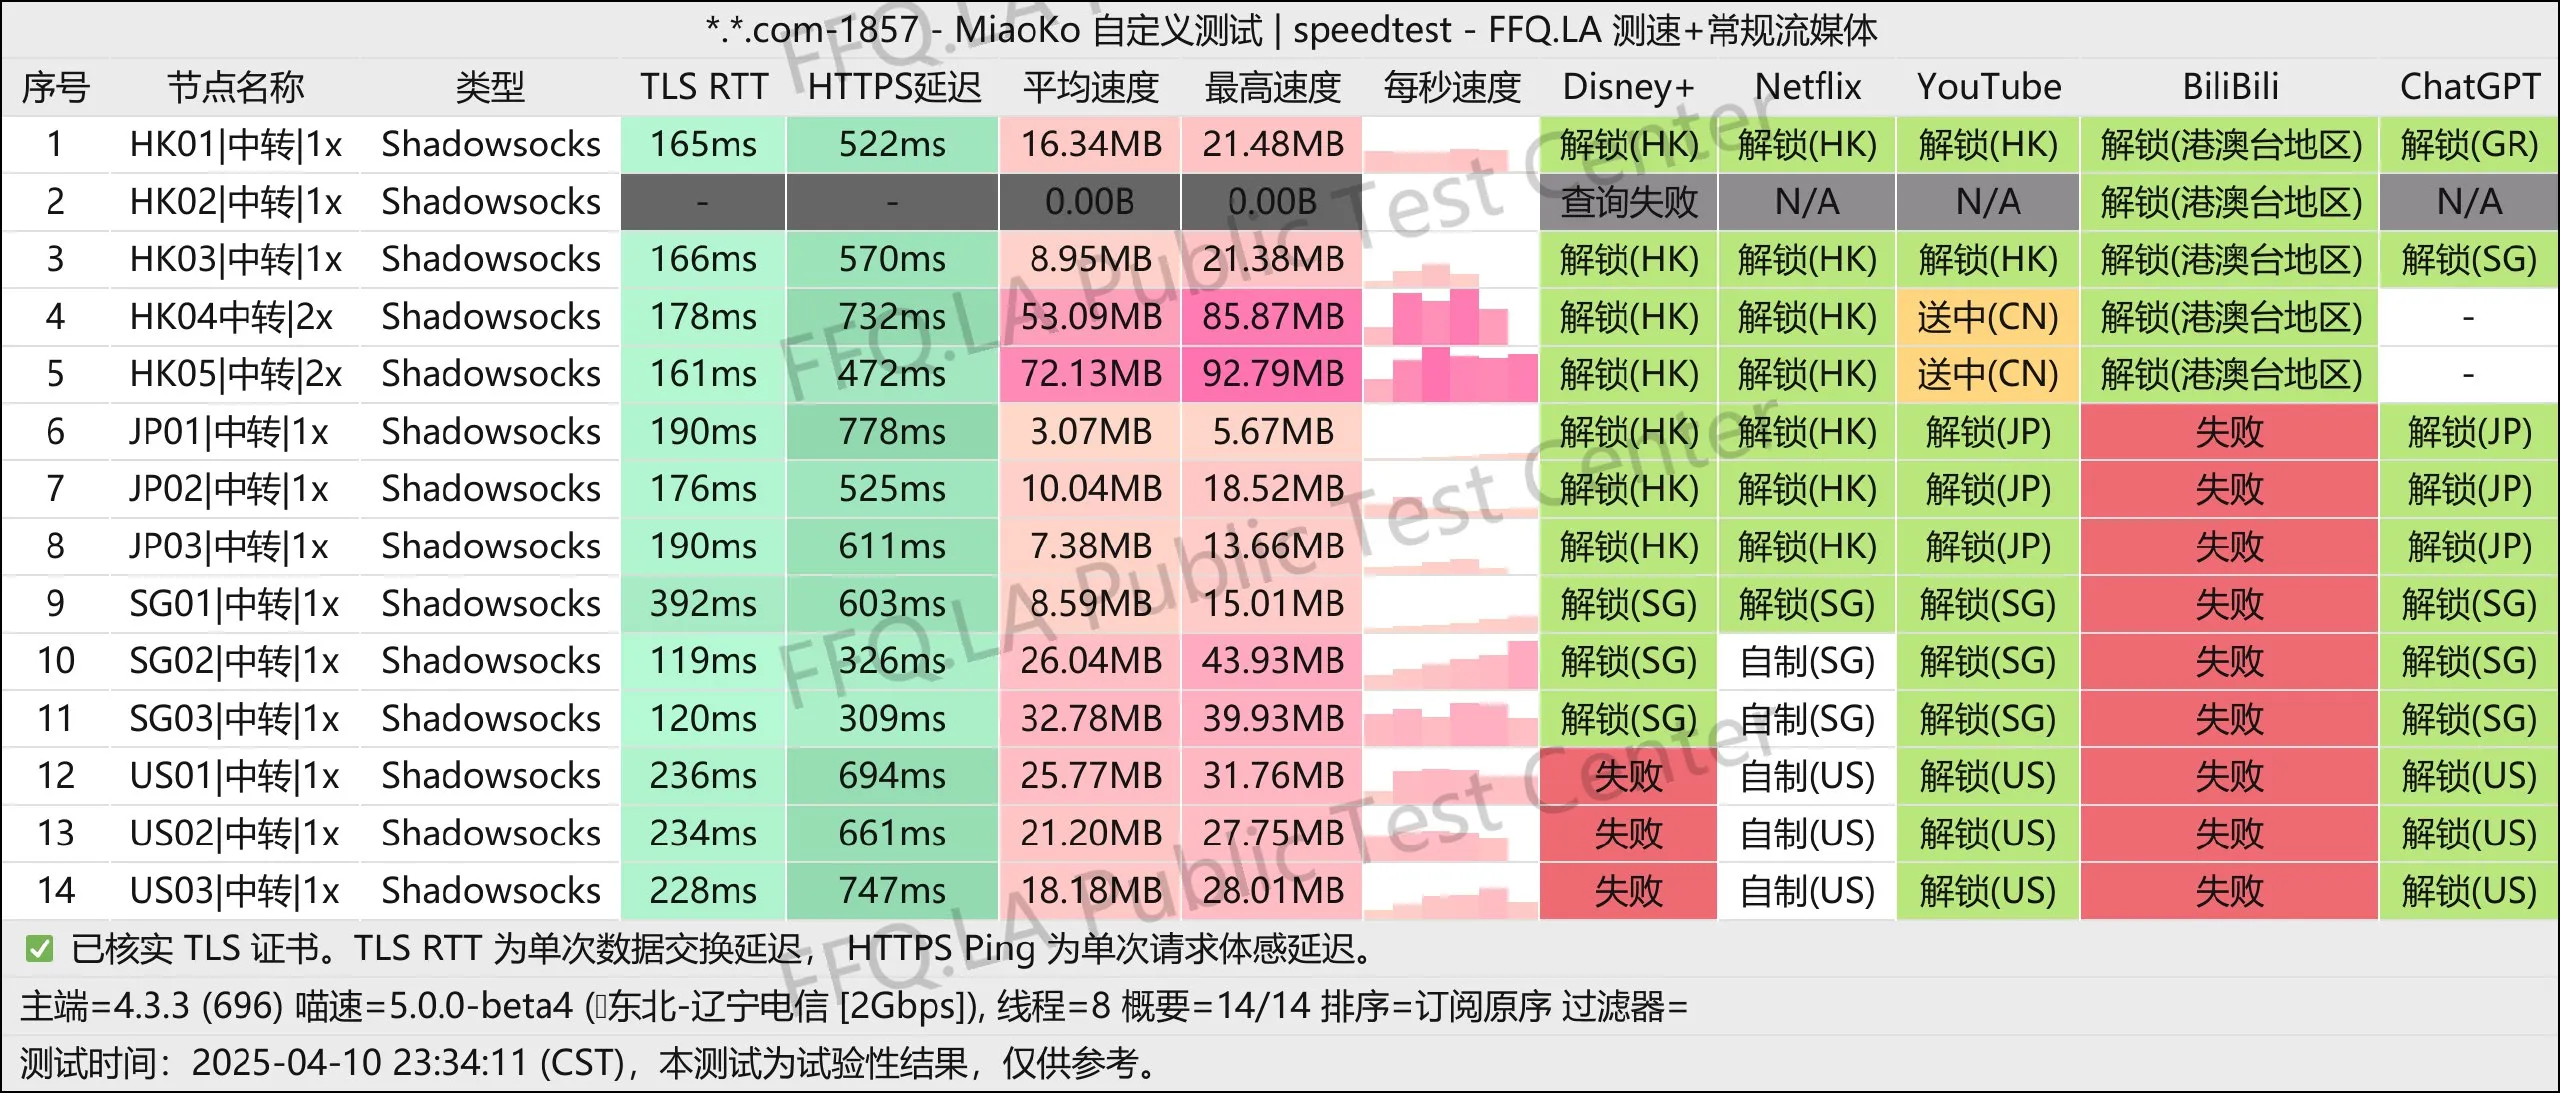 *.*.com-1857 - MiaoKo 自定义测试 | speedtest - FFQ.LA 测速+常规流媒体
序号 节点名称 类型 TLS RTT HTTPS延迟 平均速度 最高速度 每秒速度 Disney+ Netflix YouTube BiliBili ChatGPT
1 HK01|中转|1x Shadowsocks 165ms 522ms 16.34MB 21.48MB 解锁(HK) 解锁(HK) 解锁(HK) 解锁(港澳台地区) 解锁(GR)
2 HK02|中转|1x Shadowsocks - - 0.00B 0.00B 查询失败 N/A N/A 解锁(港澳台地区) N/A
3 HK03|中转|1x Shadowsocks 166ms 570ms 8.95MB 21.38MB 解锁(HK) 解锁(HK) 解锁(HK) 解锁(港澳台地区) 解锁(SG)
4 HK04中转|2x Shadowsocks 178ms 732ms 53.09MB 85.87MB 解锁(HK) 解锁(HK) 送中(CN) 解锁(港澳台地区) -
5 HK05|中转|2x Shadowsocks 161ms 472ms 72.13MB 92.79MB 解锁(HK) 解锁(HK) 送中(CN) 解锁(港澳台地区) -
6 JP01|中转|1x Shadowsocks 190ms 778ms 3.07MB 5.67MB 解锁(HK) 解锁(HK) 解锁(JP) 失败 解锁(JP)
7 JP02|中转|1x Shadowsocks 176ms 525ms 10.04MB 18.52MB 解锁(HK) 解锁(HK) 解锁(JP) 失败 解锁(JP)
8 JP03|中转|1x Shadowsocks 190ms 611ms 7.38MB 13.66MB 解锁(HK) 解锁(HK) 解锁(JP) 失败 解锁(JP)
9 SG01|中转|1x Shadowsocks 392ms 603ms 8.59MB 15.01MB 解锁(SG) 解锁(SG) 解锁(SG) 失败 解锁(SG)
10 SG02|中转|1x Shadowsocks 119ms 326ms 26.04MB 43.93MB 解锁(SG) 自制(SG) 解锁(SG) 失败 解锁(SG)
11 SG03|中转|1x Shadowsocks 120ms 309ms 32.78MB 39.93MB 解锁(SG) 自制(SG) 解锁(SG) 失败 解锁(SG)
12 US01|中转|1x Shadowsocks 236ms 694ms 25.77MB 31.76MB 失败 自制(US) 解锁(US) 失败 解锁(US)
13 US02|中转|1x Shadowsocks 234ms 661ms 21.20MB 27.75MB 失败 自制(US) 解锁(US) 失败 解锁(US)
14 US03|中转|1x Shadowsocks 228ms 747ms 18.18MB 28.01MB 失败 自制(US) 解锁(US) 失败 解锁(US)
✅ 已核实 TLS 证书。TLS RTT 为单次数据交换延迟， HTTPS Ping 为单次请求体感延迟。
主端=4.3.3 (696) 喵速=5.0.0-beta4 (东北-辽宁电信 [2Gbps]), 线程=8 概要=14/14 排序=订阅原序 过滤器=
测试时间：2025-04-10 23:34:11 (CST)，本测试为试验性结果，仅供参考。
FFQ.LA Public Test Center
FFQ.LA Public Test Center
FFQ.LA Public Test Center
FFQ.LA